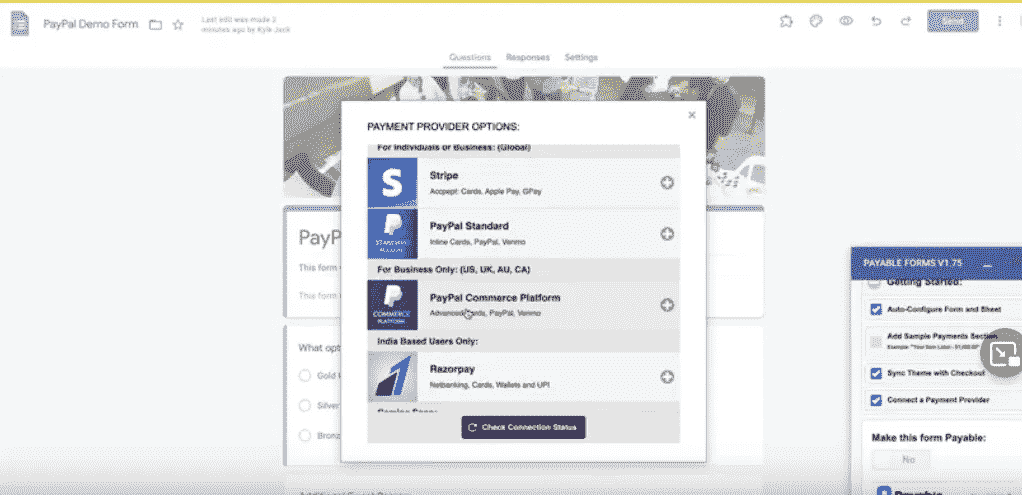 PayPal Demo Form
Last edit was made 2
minutes ago by Kyle Jack
Send
Questions
Responses
Settings
PAYMENT PROVIDER OPTIONS:
For Individuals or Business: (Global)
Stripe
Accpept: Cards, Apple Pay, GPay
PayPal Standard
Inline Cards, PayPal, Venmo
For Business Only: (US, UK, AU, CA)
COMMERCE
PLATFORM
PayPal Commerce Platform
Advanced Cards, PayPal, Venmo
India Based Users Only:
Razorpay
Netbanking, Cards, Wallets and UPI
Check Connection Status
PayP
This form
This form
What opt
Gold
Silver
Bronz
PAYABLE FORMS V1.75
Getting Started:
Auto-Configure Form and Sheet
Add Sample Payments Section
Sync Theme with Checkout
Connect a Payment Provider
Make this form Payable:
No
Payable